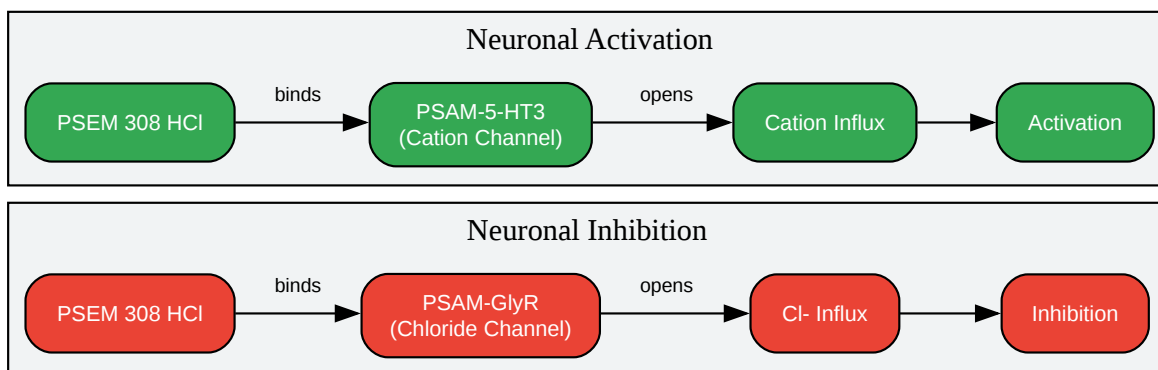 Neuronal Activation
binds
opens
PSEM 308 HCl
PSAM-5-HT3
(Cation Channel)
Cation Influx
Activation
Neuronal Inhibition
binds
opens
PSEM 308 HCl
PSAM-GlyR
(Chloride Channel)
Cl- Influx
Inhibition